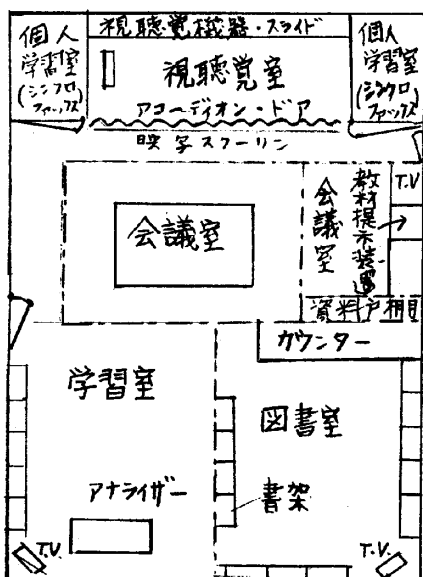 個人
学習室
(シンクロ
ファックス)
視聴覚機器・スライド
視聴覚室
アコーディオン・ドア
映写スクーリン
個人
学習室
(シンクロ
ファックス)
会議室
会議室
教材提示装置
T.V
資料戸棚
カウンター
学習室
アナライザー
T.V.
図書室
書架
T.V.